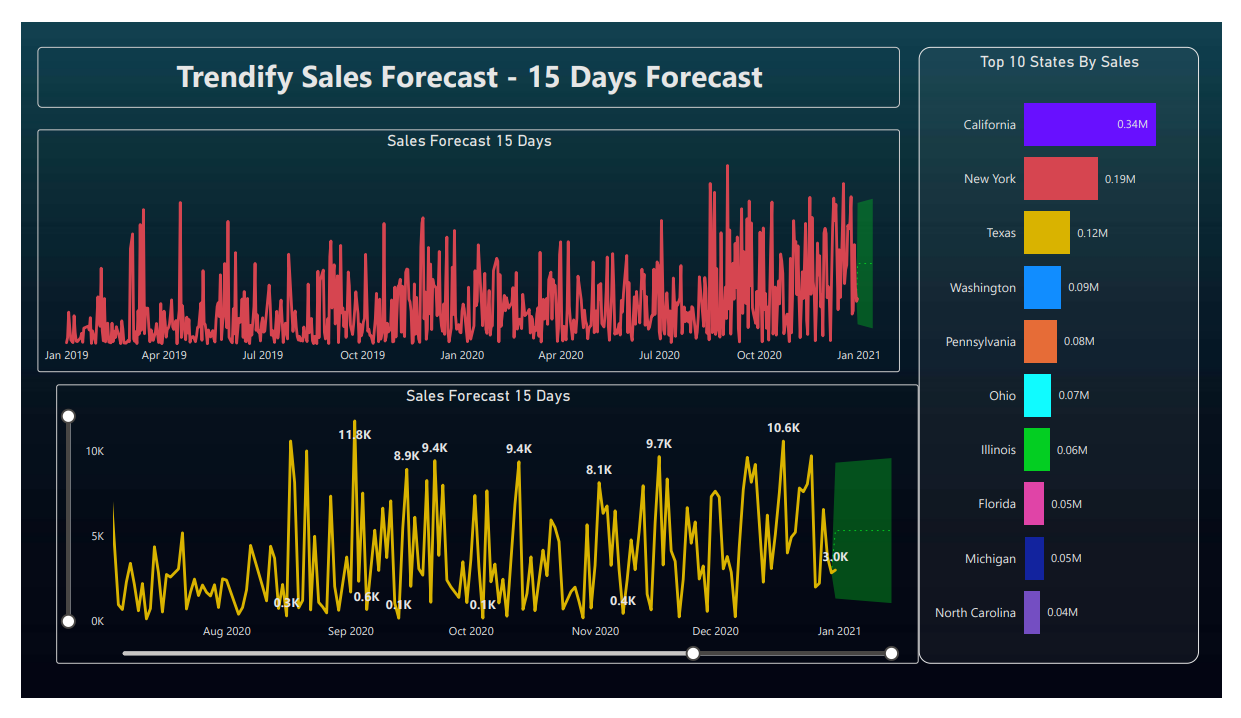 Trendify Sales Forecast - 15 Days Forecast
Sales Forecast 15 Days
Jan 2019 Apr 2019 Jul 2019 Oct 2019 Jan 2020 Apr 2020 Jul 2020 Oct 2020 Jan 2021
Sales Forecast 15 Days
10K
5K
0K
11.8K
8.9K
9.4K
9.4K
8.1K
9.7K
10.6K
3.0K
0.3K
0.6K
0.1K
0.1K
0.4K
Aug 2020 Sep 2020 Oct 2020 Nov 2020 Dec 2020 Jan 2021
Top 10 States By Sales
California 0.34M
New York 0.19M
Texas 0.12M
Washington 0.09M
Pennsylvania 0.08M
Ohio 0.07M
Illinois 0.06M
Florida 0.05M
Michigan 0.05M
North Carolina 0.04M